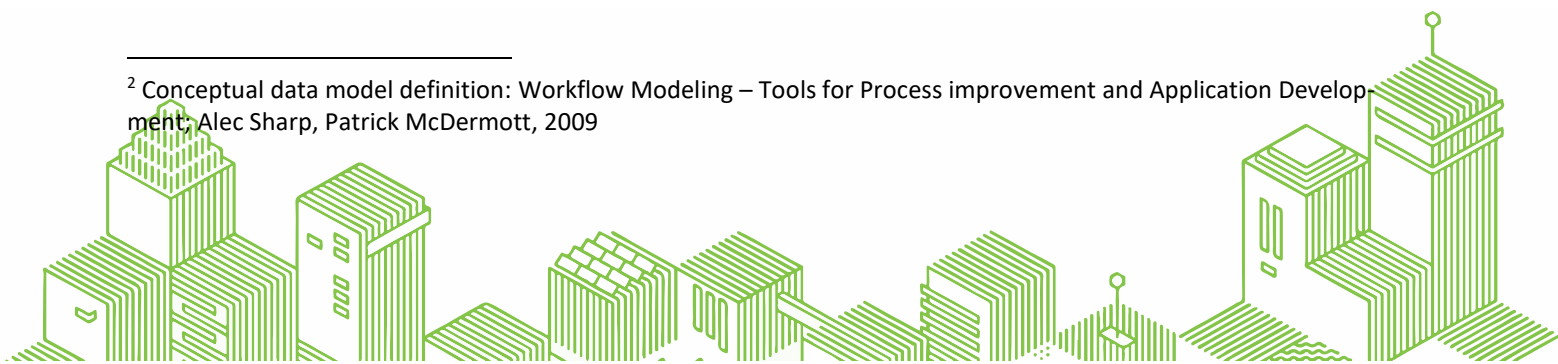 2 Conceptual data model definition: Workflow Modeling – Tools for Process improvement and Application Develop-
ment; Alec Sharp, Patrick McDermott, 2009